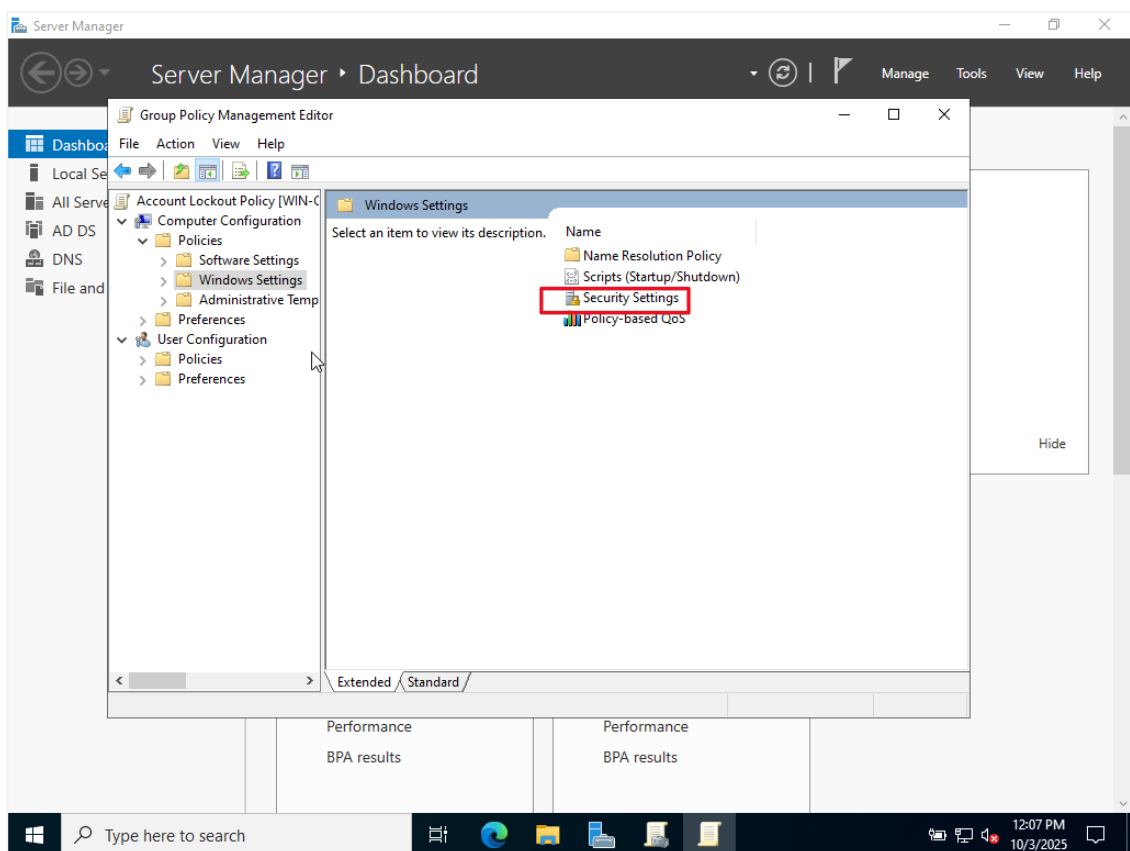 Server Manager
Server Manager ‣ Dashboard
Manage Tools View Help
Group Policy Management Editor
File Action View Help
Dashboa
Local Se
All Serve
AD DS
DNS
File and
Account Lockout Policy [WIN-C
Computer Configuration
Policies
Software Settings
Windows Settings
Administrative Temp
Preferences
User Configuration
Policies
Preferences
Windows Settings
Select an item to view its description.
Name
Name Resolution Policy
Scripts (Startup/Shutdown)
Security Settings
Policy-based QoS
Extended
Standard
Hide
Performance
BPA results
Performance
BPA results
Type here to search
12:07 PM
10/3/2025